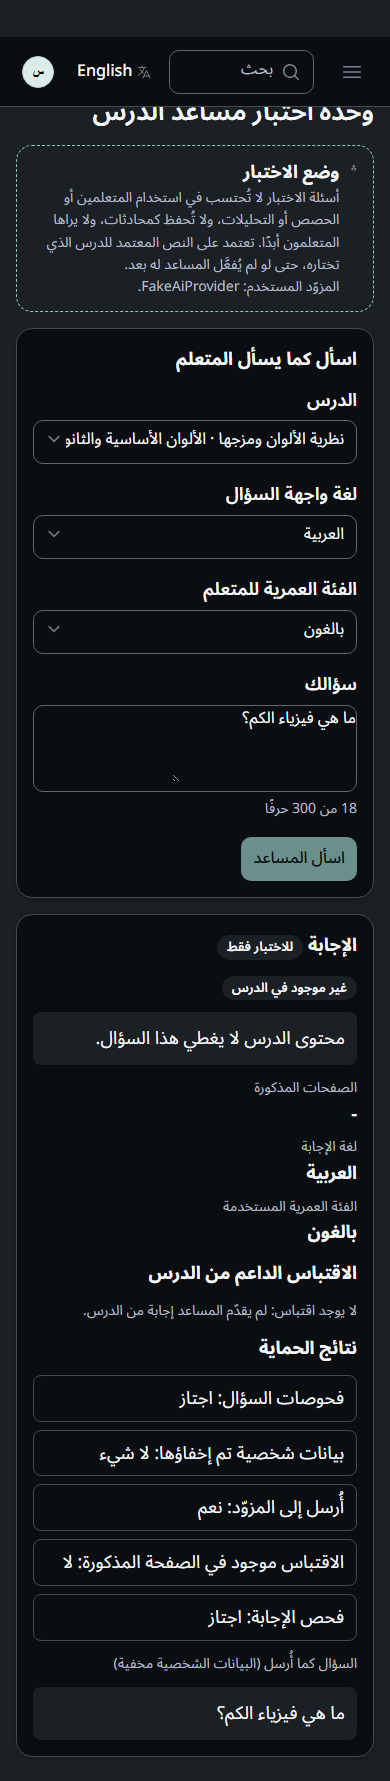 بحث
English
س
وحدة اختبار مساعد الدرس
وضع الاختبار
أسئلة الاختبار لا تُحتسب في استخدام المتعلمين أو
الحصص أو التحليلات، ولا تُحفظ كمحادثات، ولا يراها
المتعلمون أبدًا. تعتمد على النص المعتمد للدرس الذي
تختاره، حتى لو لم يُفعَّل المساعد له بعد.
المزوّد المستخدم: FakeAiProvider.
اسأل كما يسأل المتعلم
الدرس
نظرية الألوان ومزجها · الألوان الأساسية والثانو
لغة واجهة السؤال
العربية
الفئة العمرية للمتعلم
بالغون
سؤالك
ما هي فيزياء الكم؟
18 من 300 حرفًا
اسأل المساعد
الإجابة للاختبار فقط
غير موجود في الدرس
محتوى الدرس لا يغطي هذا السؤال.
الصفحات المذكورة
-
لغة الإجابة
العربية
الفئة العمرية المستخدمة
بالغون
الاقتباس الداعم من الدرس
لا يوجد اقتباس: لم يقدّم المساعد إجابة من الدرس.
نتائج الحماية
فحوصات السؤال: اجتاز
بيانات شخصية تم إخفاؤها: لا شيء
أُرسل إلى المزوّد: نعم
الاقتباس موجود في الصفحة المذكورة: لا
فحص الإجابة: اجتاز
السؤال كما أُرسل (البيانات الشخصية مخفية)
ما هي فيزياء الكم؟